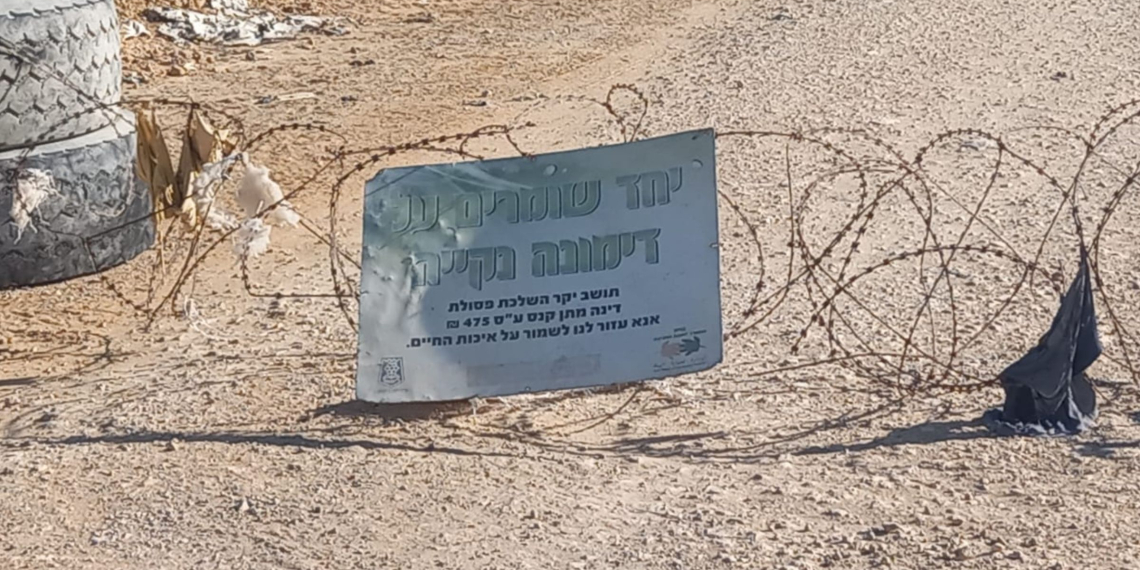 יחד שומרים על
דימונה נקייה
תושב יקר השלכת פסולת
דינה מתן קנס ע"ס 475 ₪
אנא עזור לנו לשמור על איכות החיים.